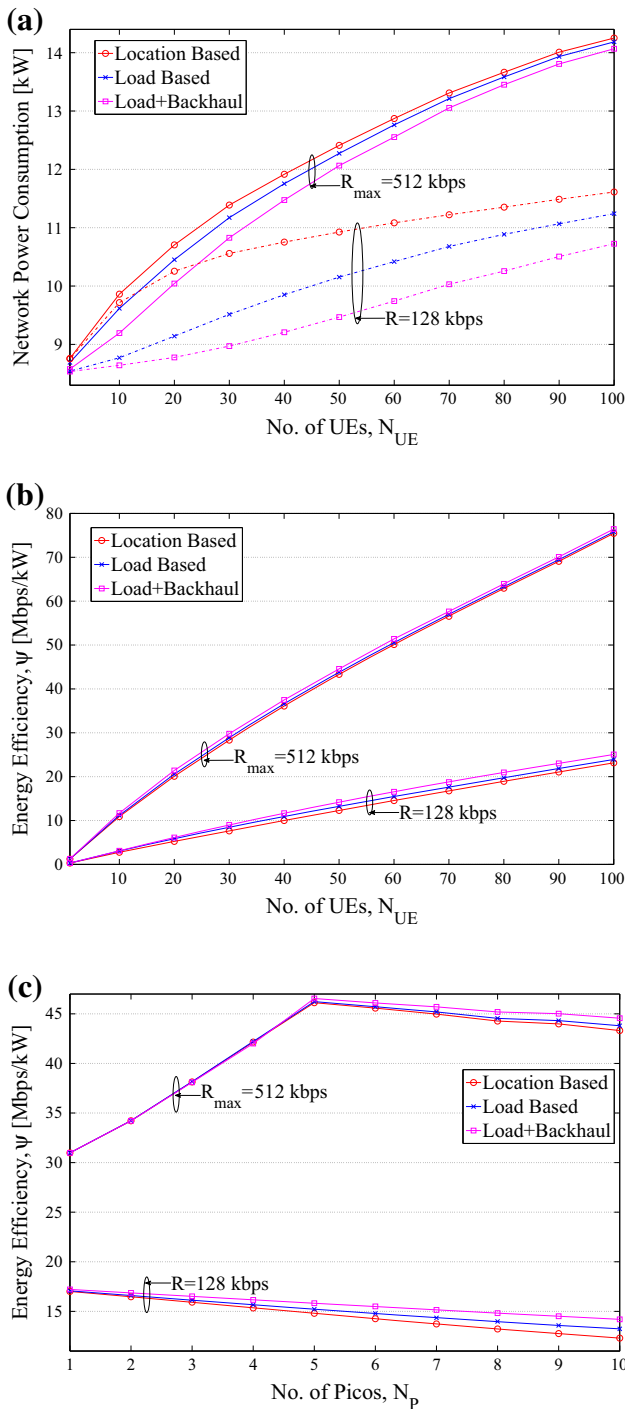 (a)
14
13
12
11
10
9
Network Power Consumption [kW]
Location Based
Load Based
Load+Backhaul
R_max=512 kbps
R=128 kbps
10 20 30 40 50 60 70 80 90 100
No. of UEs, N_UE
(b)
80
70
60
50
40
30
20
10
0
Energy Efficiency, ψ [Mbps/kW]
Location Based
Load Based
Load+Backhaul
R_max=512 kbps
R=128 kbps
10 20 30 40 50 60 70 80 90 100
No. of UEs, N_UE
(c)
45
40
35
30
25
20
15
Energy Efficiency, ψ [Mbps/kW]
R_max=512 kbps
Location Based
Load Based
Load+Backhaul
R=128 kbps
1 2 3 4 5 6 7 8 9 10
No. of Picos, N_P